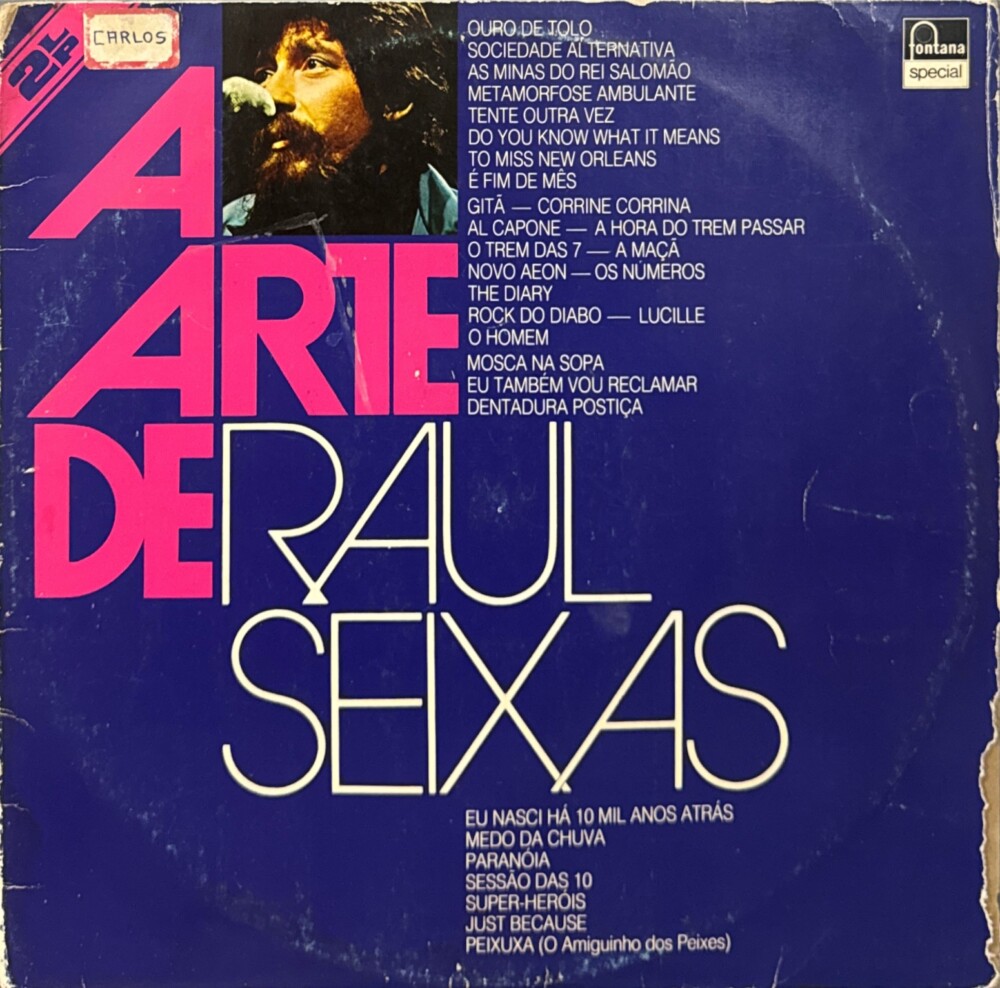 2LP
CARLOS
A
ARTE
DE RAUL
SEIXAS
OURO DE TOLO
SOCIEDADE ALTERNATIVA
AS MINAS DO REI SALOMÃO
METAMORFOSE AMBULANTE
TENTE OUTRA VEZ
DO YOU KNOW WHAT IT MEANS
TO MISS NEW ORLEANS
É FIM DE MÊS
GITÃ — CORRINE CORRINA
AL CAPONE — A HORA DO TREM PASSAR
O TREM DAS 7 — A MAÇÃ
NOVO AEON — OS NÚMEROS
THE DIARY
ROCK DO DIABO — LUCILLE
O HOMEM
MOSCA NA SOPA
EU TAMBÉM VOU RECLAMAR
DENTADURA POSTIÇA
fontana
special
EU NASCI HÁ 10 MIL ANOS ATRÁS
MEDO DA CHUVA
PARANÓIA
SESSÃO DAS 10
SUPER-HERÓIS
JUST BECAUSE
PEIXUXA (O Amiguinho dos Peixes)